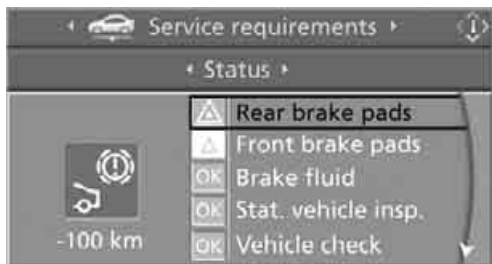 Service requirements
Status
Rear brake pads
Front brake pads
OK Brake fluid
OK Stat. vehicle insp.
-100 km
OK Vehicle check